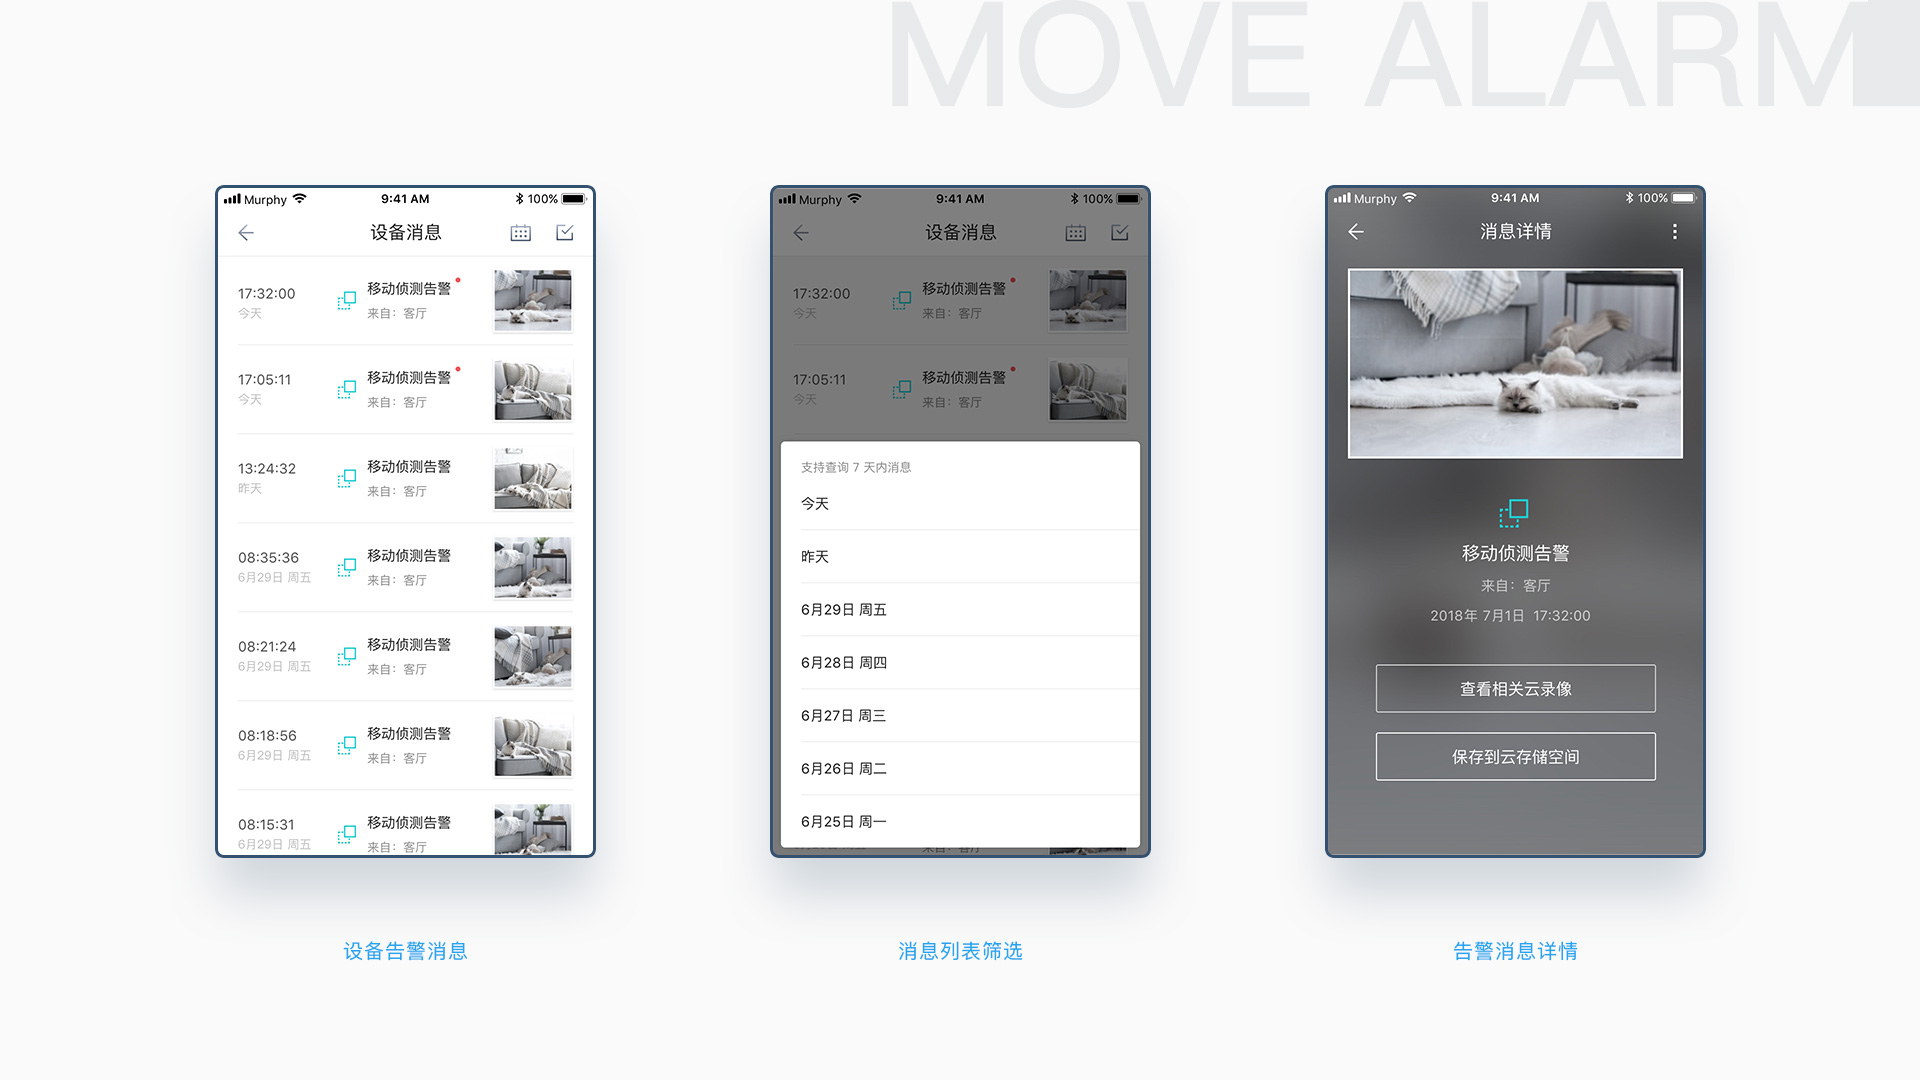 MOVE ALARM
Murphy 9:41 AM 100%
设备消息
17:32:00
今天
移动侦测告警
来自：客厅
17:05:11
今天
移动侦测告警
来自：客厅
13:24:32
昨天
移动侦测告警
来自：客厅
08:35:36
6月29日 周五
移动侦测告警
来自：客厅
08:21:24
6月29日 周五
移动侦测告警
来自：客厅
08:18:56
6月29日 周五
移动侦测告警
来自：客厅
08:15:31
6月29日 周五
移动侦测告警
来自：客厅
设备告警消息
Murphy 9:41 AM 100%
设备消息
17:32:00
今天
移动侦测告警
来自：客厅
17:05:11
今天
移动侦测告警
来自：客厅
支持查询 7 天内消息
今天
昨天
6月29日 周五
6月28日 周四
6月27日 周三
6月26日 周二
6月25日 周一
消息列表筛选
Murphy 9:41 AM 100%
消息详情
移动侦测告警
来自：客厅
2018年 7月1日 17:32:00
查看相关云录像
保存到云存储空间
告警消息详情